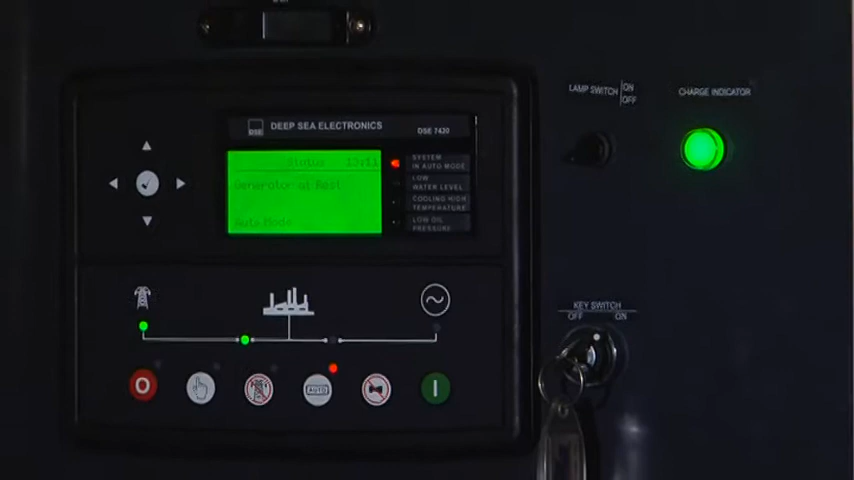 LAMP SWITCH ON
OFF
CHARGE INDICATOR
DSE
DEEP SEA ELECTRONICS
DSE 7420
Status 13:11
Generator at Rest
Auto Mode
SYSTEM
IN AUTO MODE
LOW
WATER LEVEL
COOLING HIGH
TEMPERATURE
LOW OIL
PRESSURE
KEY SWITCH
OFF ON
O
AUTO
I